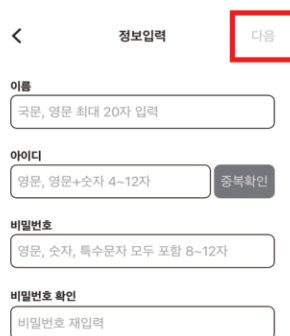 정보입력 다음
이름
국문, 영문 최대 20자 입력
아이디
영문, 영문+숫자 4~12자 중복확인
비밀번호
영문, 숫자, 특수문자 모두 포함 8~12자
비밀번호 확인
비밀번호 재입력